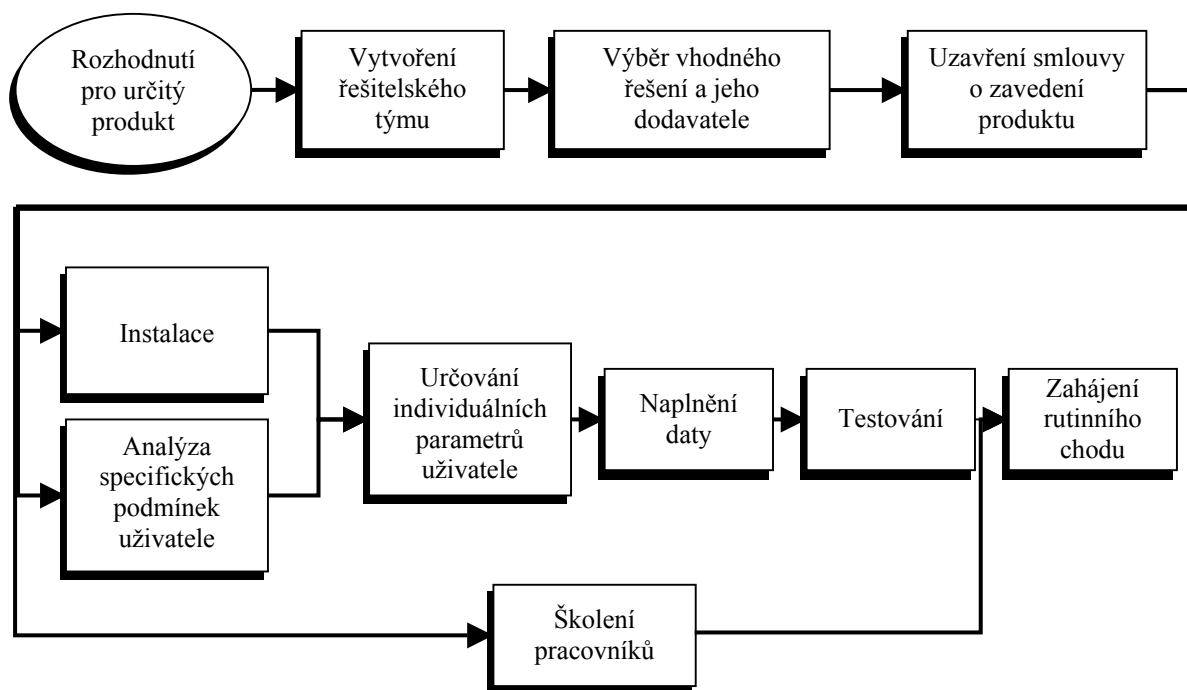 Rozhodnutí
pro určitý
produkt
Vytvoření
řešitelského
týmu
Výběr vhodného
řešení a jeho
dodavatele
Uzavření smlouvy
o zavedení
produktu
Instalace
Analýza
specifických
podmínek
uživatele
Určování
individuálních
parametrů
uživatele
Naplnění
daty
Testování
Zahájení
rutinního
chodu
Školení
pracovníků